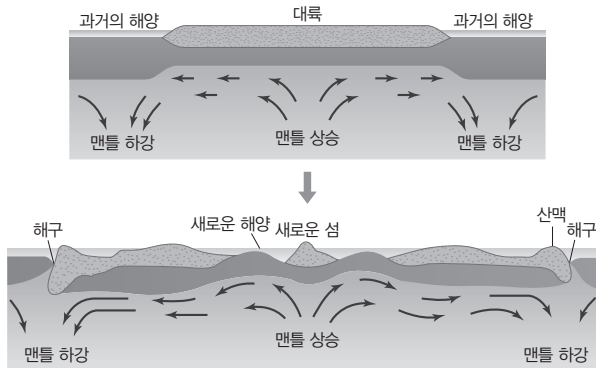 과거의 해양
대륙
과거의 해양
맨틀 하강
맨틀 상승
맨틀 하강
해구
새로운 해양
새로운 섬
산맥
해구
맨틀 하강
맨틀 상승
맨틀 하강